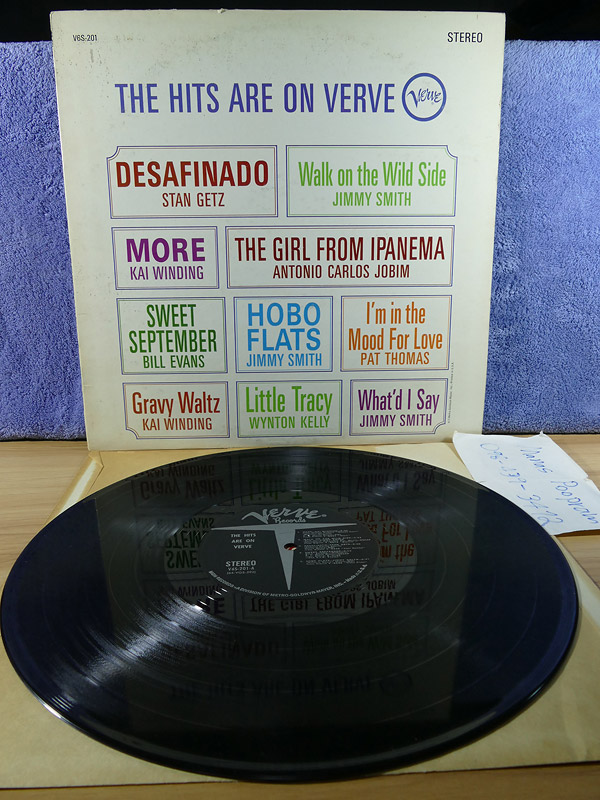 V6S-201
STEREO
THE HITS ARE ON VERVE Verve
DESAFINADO
STAN GETZ
Walk on the Wild Side
JIMMY SMITH
MORE
KAI WINDING
THE GIRL FROM IPANEMA
ANTONIO CARLOS JOBIM
SWEET
SEPTEMBER
BILL EVANS
HOBO
FLATS
JIMMY SMITH
I'm in the
Mood For Love
PAT THOMAS
Gravy Waltz
KAI WINDING
Little Tracy
WYNTON KELLY
What'd I Say
JIMMY SMITH
Verve
Records
THE HITS
ARE ON
VERVE
STEREO